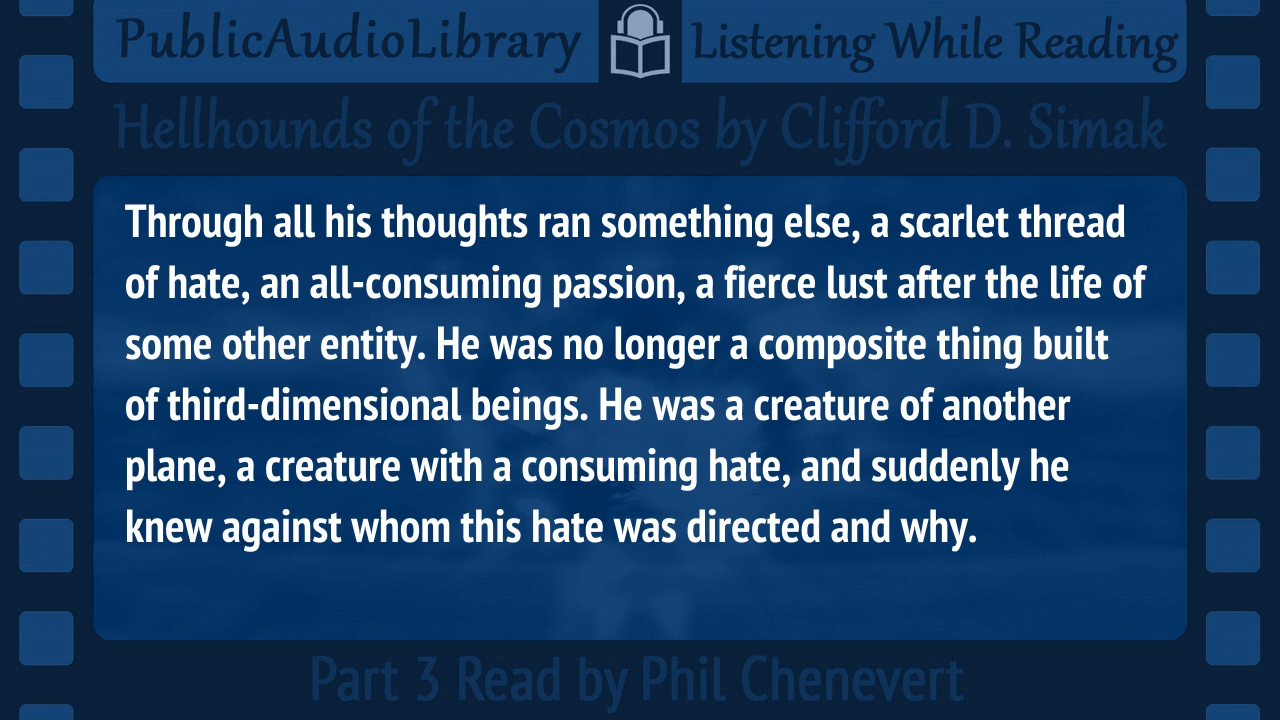 PublicAudioLibrary Listening While Reading
Hellhounds of the Cosmos by Clifford D. Simak
Through all his thoughts ran something else, a scarlet thread
of hate, an all-consuming passion, a fierce lust after the life of
some other entity. He was no longer a composite thing built
of third-dimensional beings. He was a creature of another
plane, a creature with a consuming hate, and suddenly he
knew against whom this hate was directed and why.
Part 3 Read by Phil Chenevert